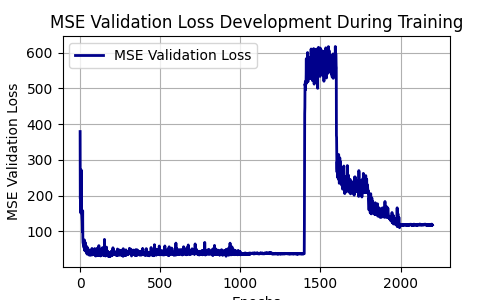 MSE Validation Loss Development During Training
MSE Validation Loss
MSE Validation Loss
600
500
400
300
200
100
0
500
1000
1500
2000
Epochs